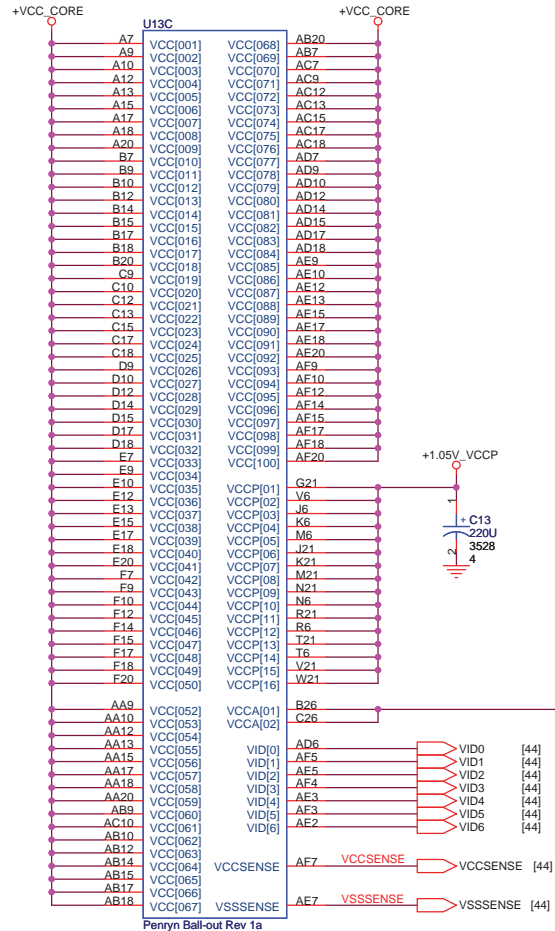 +VCC_CORE +VCC_CORE
U13C
A7 VCC[001] VCC[068] AB20
A9 VCC[002] VCC[069] AB7
A10 VCC[003] VCC[070] AC7
A12 VCC[004] VCC[071] AC9
A13 VCC[005] VCC[072] AC12
A15 VCC[006] VCC[073] AC13
A17 VCC[007] VCC[074] AC15
A18 VCC[008] VCC[075] AC17
A20 VCC[009] VCC[076] AC18
B7 VCC[010] VCC[077] AD7
B9 VCC[011] VCC[078] AD9
B10 VCC[012] VCC[079] AD10
B12 VCC[013] VCC[080] AD12
B14 VCC[014] VCC[081] AD14
B15 VCC[015] VCC[082] AD15
B17 VCC[016] VCC[083] AD17
B18 VCC[017] VCC[084] AD18
B20 VCC[018] VCC[085] AE9
C9 VCC[019] VCC[086] AE10
C10 VCC[020] VCC[087] AE12
C12 VCC[021] VCC[088] AE13
C13 VCC[022] VCC[089] AE15
C15 VCC[023] VCC[090] AE17
C17 VCC[024] VCC[091] AE18
C18 VCC[025] VCC[092] AE20
D9 VCC[026] VCC[093] AF9
D10 VCC[027] VCC[094] AF10
D12 VCC[028] VCC[095] AF12
D14 VCC[029] VCC[096] AF14
D15 VCC[030] VCC[097] AF15
D17 VCC[031] VCC[098] AF17
D18 VCC[032] VCC[099] AF18
E7 VCC[033] VCC[100] AF20
+1.05V_VCCP
E9 VCC[034]
E10 VCC[035] VCCP[01] G21
E12 VCC[036] VCCP[02] V6
E13 VCC[037] VCCP[03] J6
E15 VCC[038] VCCP[04] K6
E17 VCC[039] VCCP[05] M6
E18 VCC[040] VCCP[06] J21
E20 VCC[041] VCCP[07] K21
F7 VCC[042] VCCP[08] M21
F9 VCC[043] VCCP[09] N21
F10 VCC[044] VCCP[10] N6
F12 VCC[045] VCCP[11] R21
F14 VCC[046] VCCP[12] R6
F15 VCC[047] VCCP[13] T21
F17 VCC[048] VCCP[14] T6
F18 VCC[049] VCCP[15] V21
F20 VCC[050] VCCP[16] W21
1
+ C13
220U
3528
4
2
AA9 VCC[052] VCCA[01] B26
AA10 VCC[053] VCCA[02] C26
AA12 VCC[054]
AA13 VCC[055] VID[0] AD6 VID0 [44]
AA15 VCC[056] VID[1] AF5 VID1 [44]
AA17 VCC[057] VID[2] AE5 VID2 [44]
AA18 VCC[058] VID[3] AF4 VID3 [44]
AA20 VCC[059] VID[4] AE3 VID4 [44]
AB9 VCC[060] VID[5] AF3 VID5 [44]
AC10 VCC[061] VID[6] AE2 VID6 [44]
AB10 VCC[062]
AB12 VCC[063]
AB14 VCC[064] VCCSENSE AF7 VCCSENSE VCCSENSE [44]
AB15 VCC[065]
AB17 VCC[066]
AB18 VCC[067] VSSSENSE AE7 VSSSENSE VSSSENSE [44]
Penryn Ball-out Rev 1a